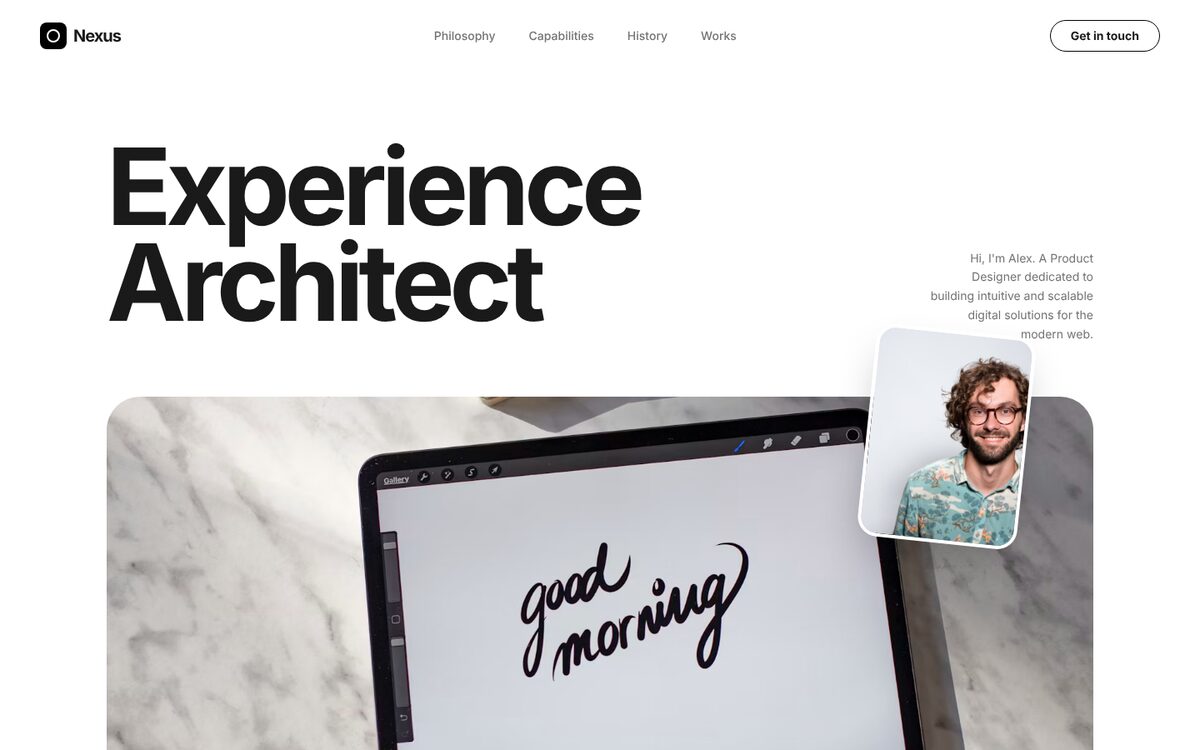 Nexus
Philosophy Capabilities History Works
Get in touch
Experience
Architect
Hi, I'm Alex. A Product
Designer dedicated to
building intuitive and scalable
digital solutions for the
modern web.
Gallery
good
morning